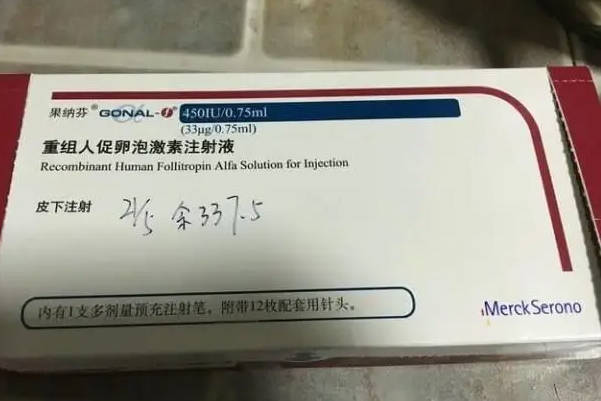 果纳芬® GONAL-f® 450IU/0.75ml
(33μg/0.75ml)
重组人促卵泡激素注射液
Recombinant Human Follitropin Alfa Solution for Injection
皮下注射 2/5 余337.5
内有1支多剂量预充注射笔，附带12枚配套用针头。
Merck Serono